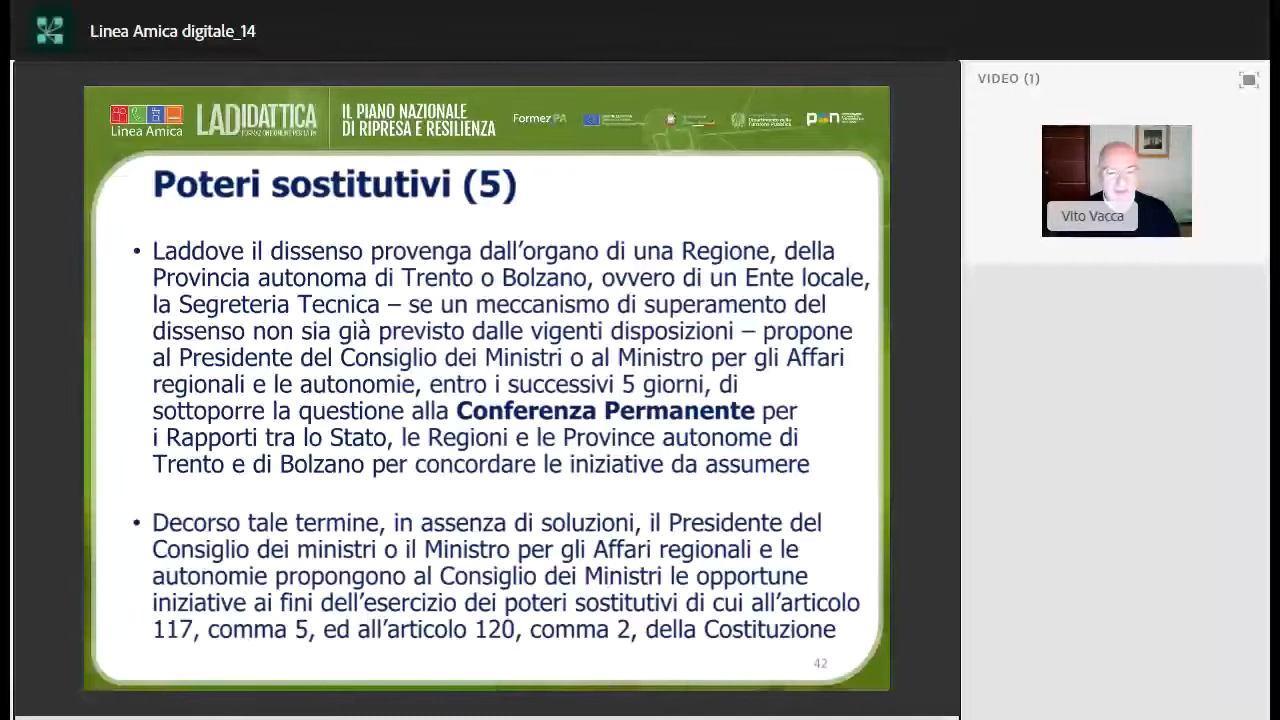 Linea Amica digitale_14
VIDEO (1)
Linea Amica
LADIDATTICA
IL PIANO NAZIONALE
DI RIPRESA E RESILIENZA
Formez PA
pon
Poteri sostitutivi (5)
• Laddove il dissenso provenga dall’organo di una Regione, della
Provincia autonoma di Trento o Bolzano, ovvero di un Ente locale,
la Segreteria Tecnica – se un meccanismo di superamento del
dissenso non sia già previsto dalle vigenti disposizioni – propone
al Presidente del Consiglio dei Ministri o al Ministro per gli Affari
regionali e le autonomie, entro i successivi 5 giorni, di
sottoporre la questione alla Conferenza Permanente per
i Rapporti tra lo Stato, le Regioni e le Province autonome di
Trento e di Bolzano per concordare le iniziative da assumere
• Decorso tale termine, in assenza di soluzioni, il Presidente del
Consiglio dei ministri o il Ministro per gli Affari regionali e le
autonomie propongono al Consiglio dei Ministri le opportune
iniziative ai fini dell’esercizio dei poteri sostitutivi di cui all’articolo
117, comma 5, ed all’articolo 120, comma 2, della Costituzione
42
Vito Vacca